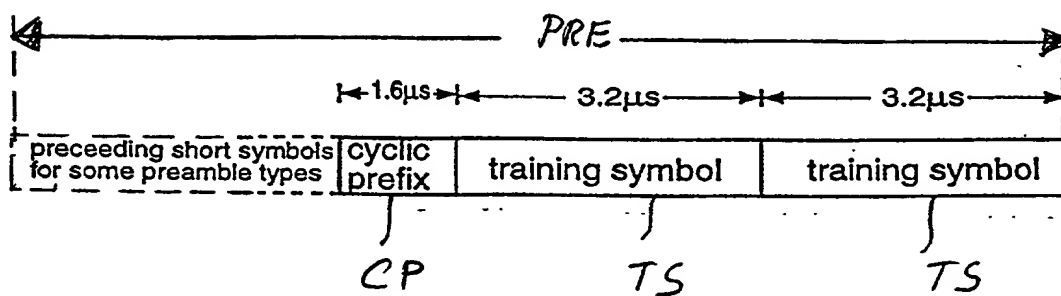 PRE
1.6μs 3.2μs 3.2μs
preceeding short symbols
for some preamble types
cyclic
prefix
training symbol
training symbol
CP TS TS